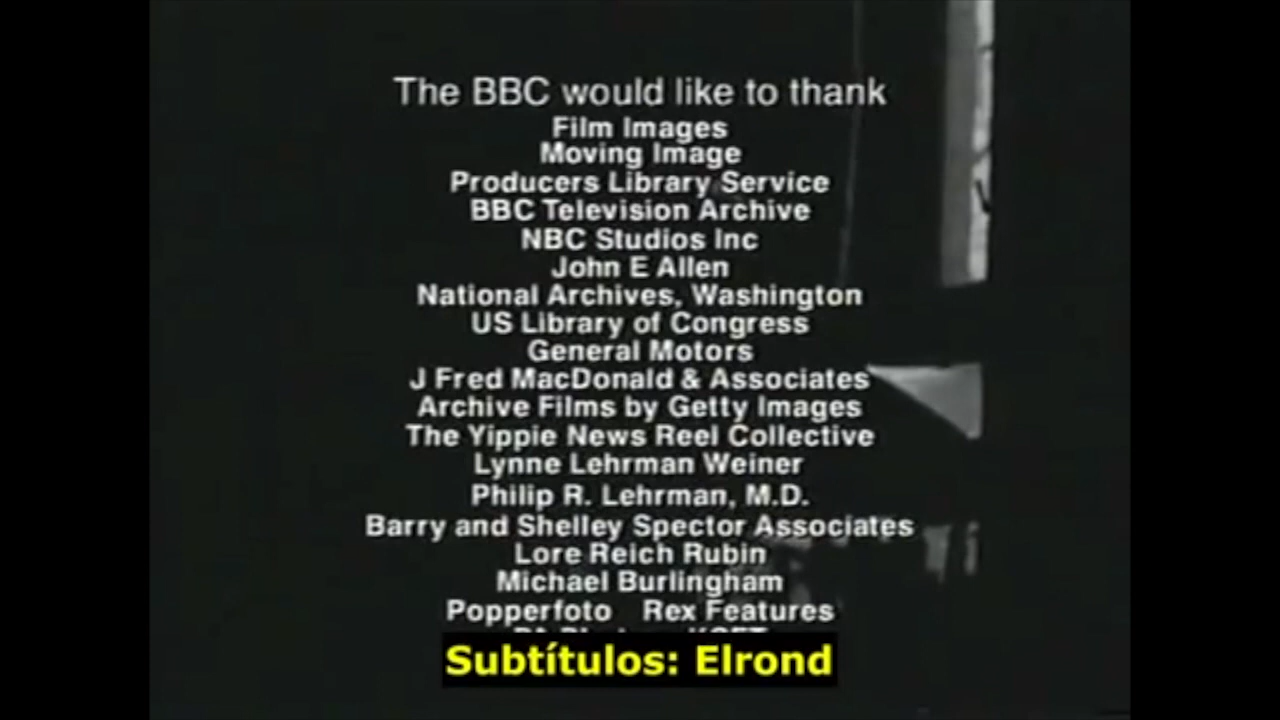 The BBC would like to thank
Film Images
Moving Image
Producers Library Service
BBC Television Archive
NBC Studios Inc
John E Allen
National Archives, Washington
US Library of Congress
General Motors
J Fred MacDonald & Associates
Archive Films by Getty Images
The Yippie News Reel Collective
Lynne Lehrman Weiner
Philip R. Lehrman, M.D.
Barry and Shelley Spector Associates
Lore Reich Rubin
Michael Burlingham
Popperfoto Rex Features
Subtítulos: Elrond